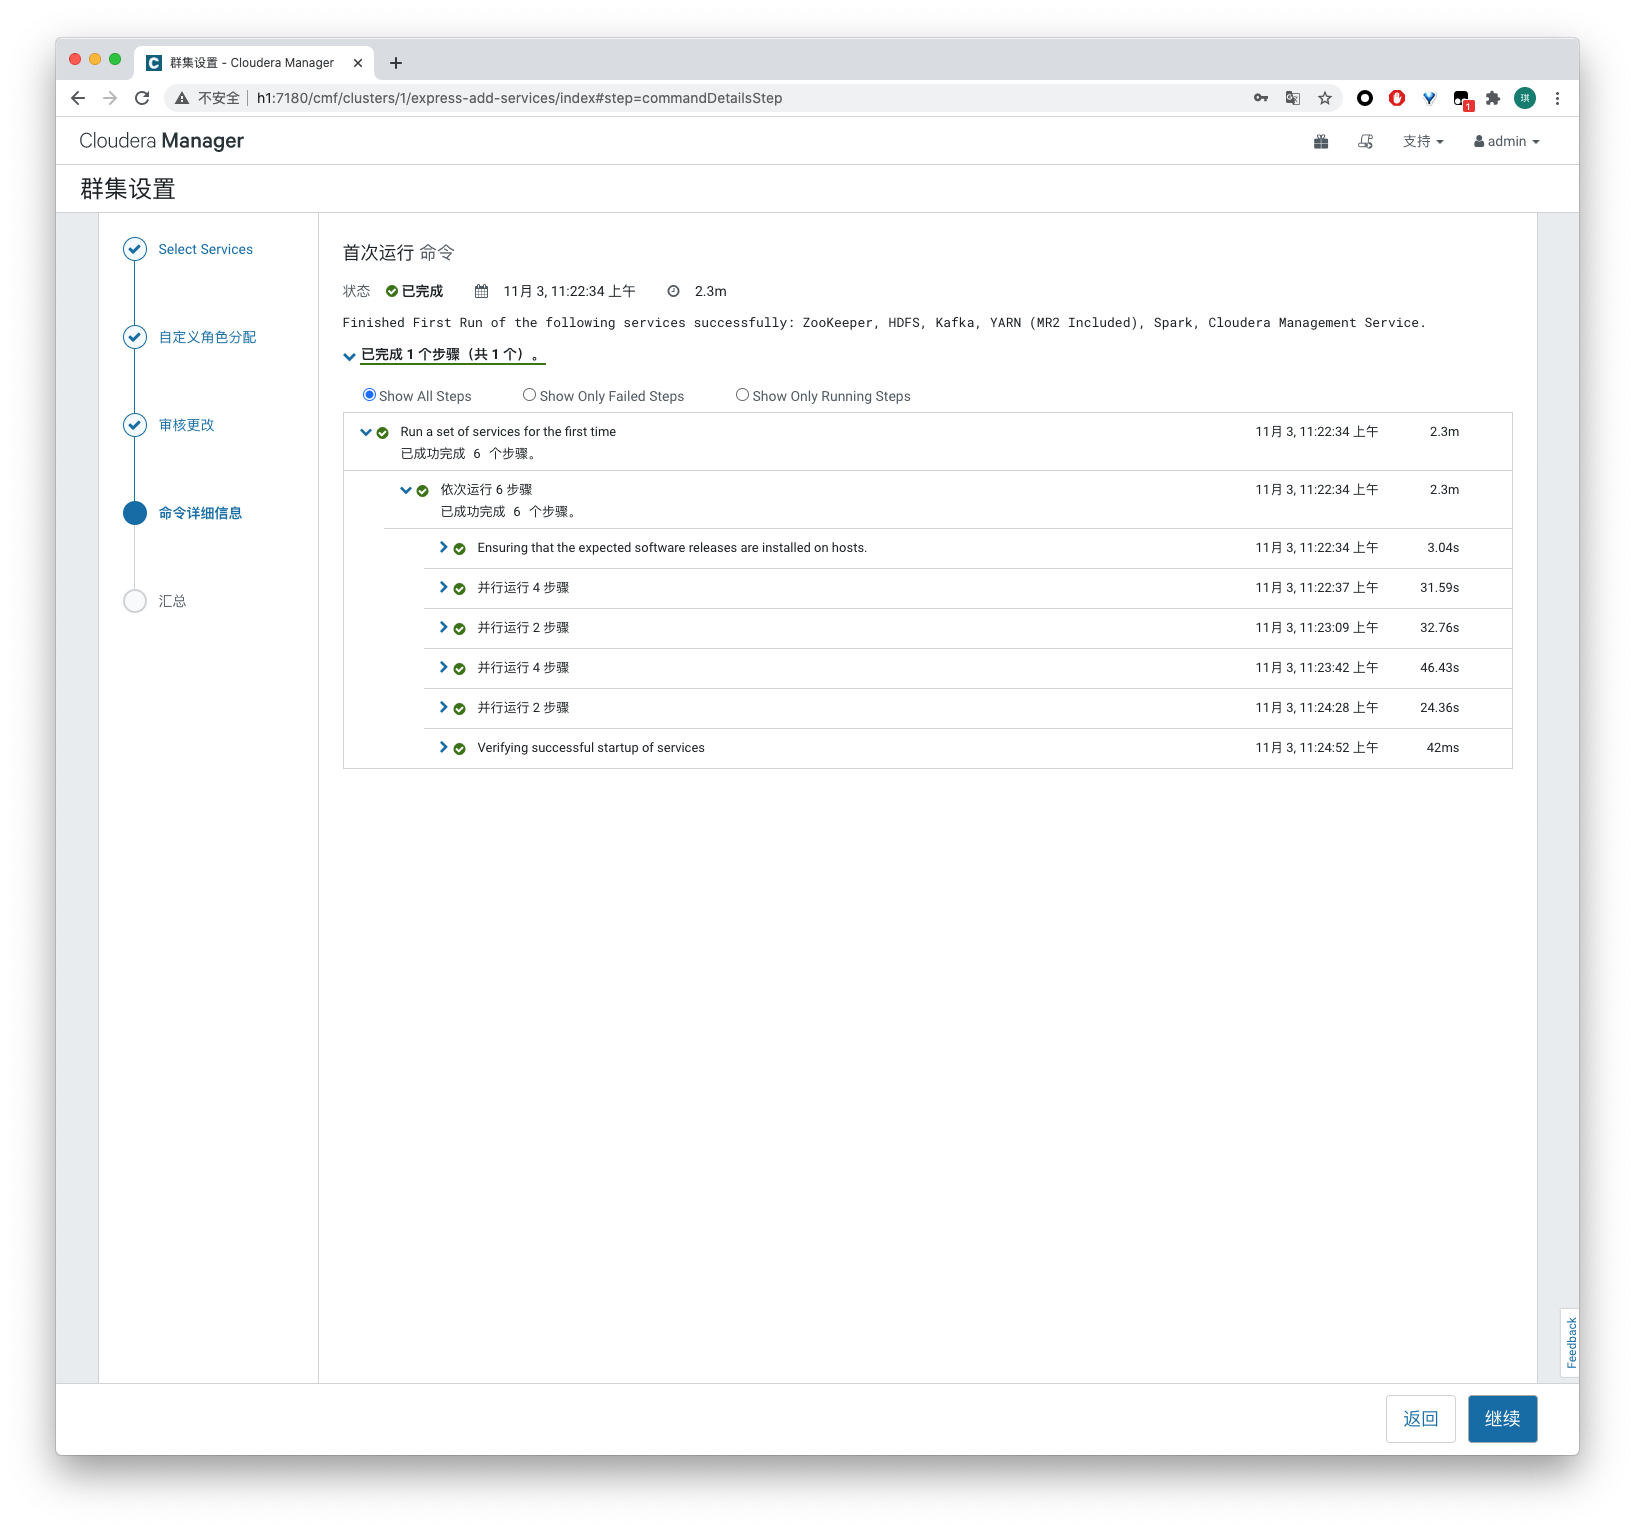 群集设置 - Cloudera Manager
不安全 h1:7180/cmf/clusters/1/express-add-services/index#step=commandDetailsStep
1
琪
Cloudera Manager
支持
admin
群集设置
Select Services
自定义角色分配
审核更改
命令详细信息
汇总
首次运行 命令
状态 已完成 11月 3, 11:22:34 上午 2.3m
Finished First Run of the following services successfully: ZooKeeper, HDFS, Kafka, YARN (MR2 Included), Spark, Cloudera Management Service.
已完成 1 个步骤（共 1 个）。
Show All Steps Show Only Failed Steps Show Only Running Steps
Run a set of services for the first time 11月 3, 11:22:34 上午 2.3m
已成功完成 6 个步骤。
依次运行 6 步骤 11月 3, 11:22:34 上午 2.3m
已成功完成 6 个步骤。
Ensuring that the expected software releases are installed on hosts. 11月 3, 11:22:34 上午 3.04s
并行运行 4 步骤 11月 3, 11:22:37 上午 31.59s
并行运行 2 步骤 11月 3, 11:23:09 上午 32.76s
并行运行 4 步骤 11月 3, 11:23:42 上午 46.43s
并行运行 2 步骤 11月 3, 11:24:28 上午 24.36s
Verifying successful startup of services 11月 3, 11:24:52 上午 42ms
Feedback
返回
继续